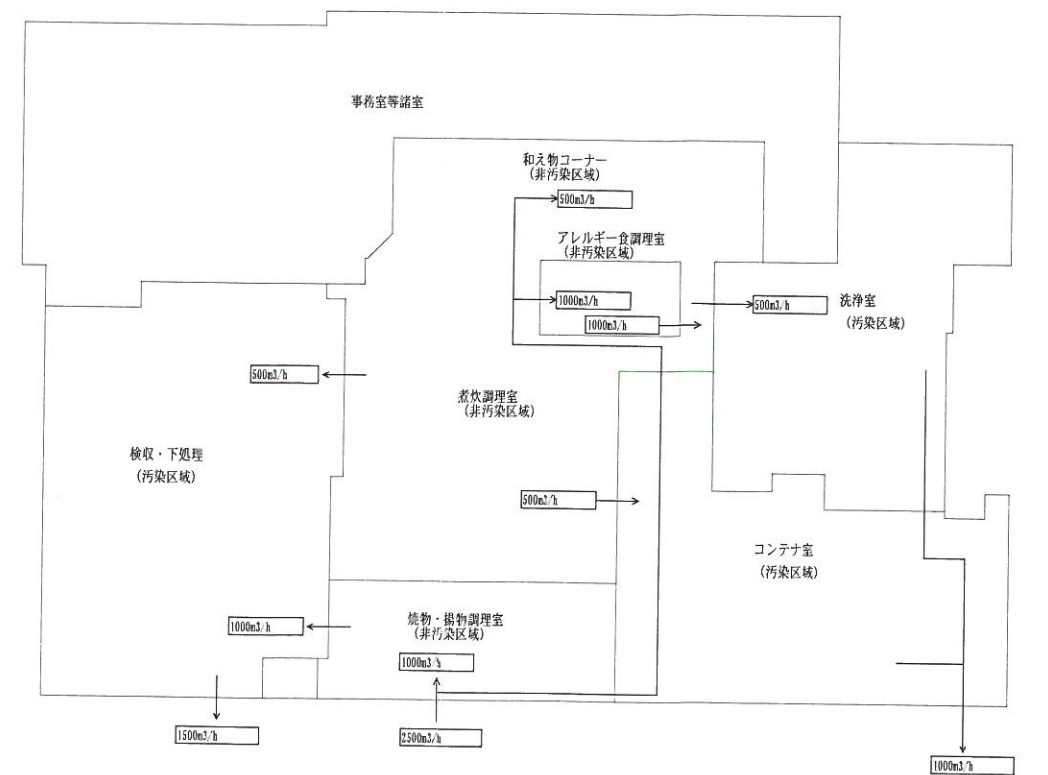 事務室等諸室
和え物コーナー
(非汚染区域)
500m3/h
アレルギー食調理室
(非汚染区域)
1000m3/h
1000m3/h
500m3/h
洗浄室
(汚染区域)
500m3/h
煮炊調理室
(非汚染区域)
検収・下処理
(汚染区域)
500m3/h
コンテナ室
(汚染区域)
焼物・揚物調理室
(非汚染区域)
1000m3/h
1000m3/h
1500m3/h
2500m3/h
1000m3/h